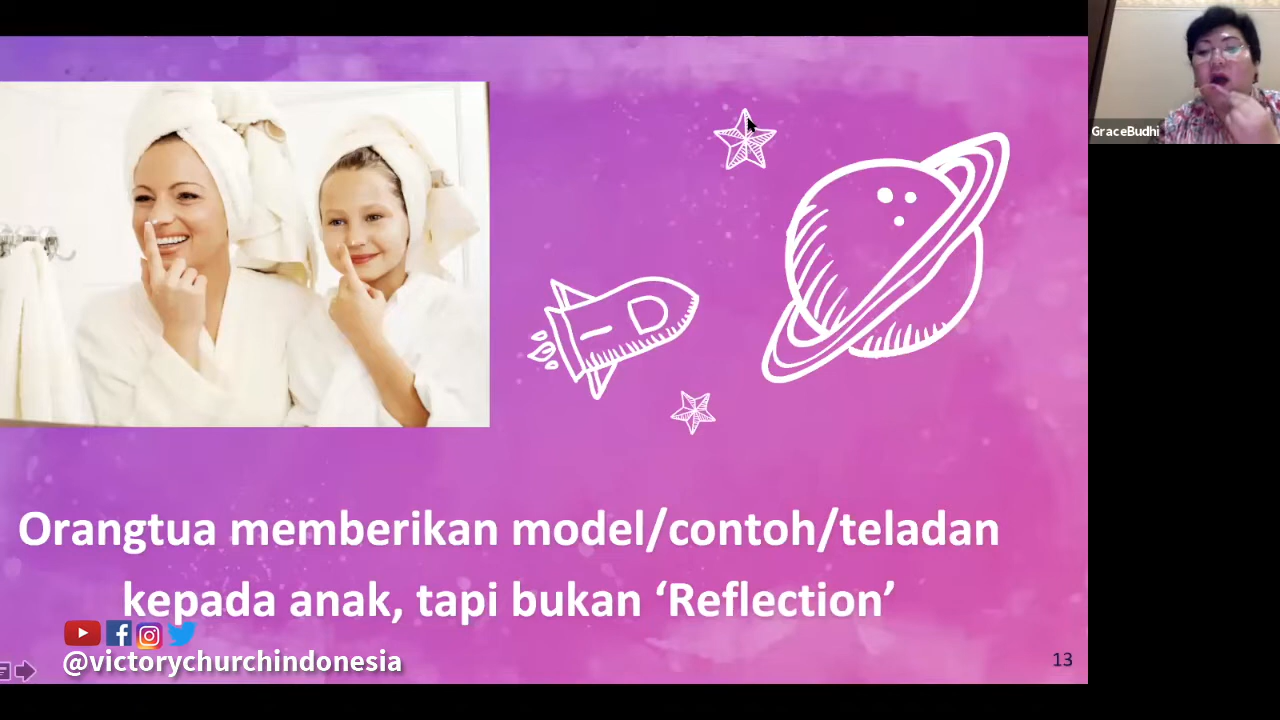 GraceBudhi
Orangtua memberikan model/contoh/teladan
kepada anak, tapi bukan ‘Reflection’
@victorychurchindonesia
13